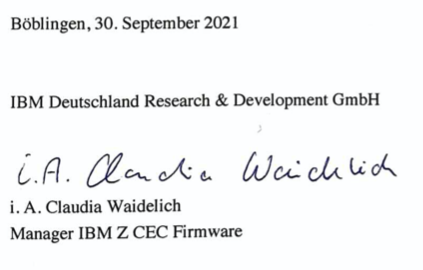 Böblingen, 30. September 2021
IBM Deutschland Research & Development GmbH
i.A. Claudia Waidelich
i. A. Claudia Waidelich
Manager IBM Z CEC Firmware